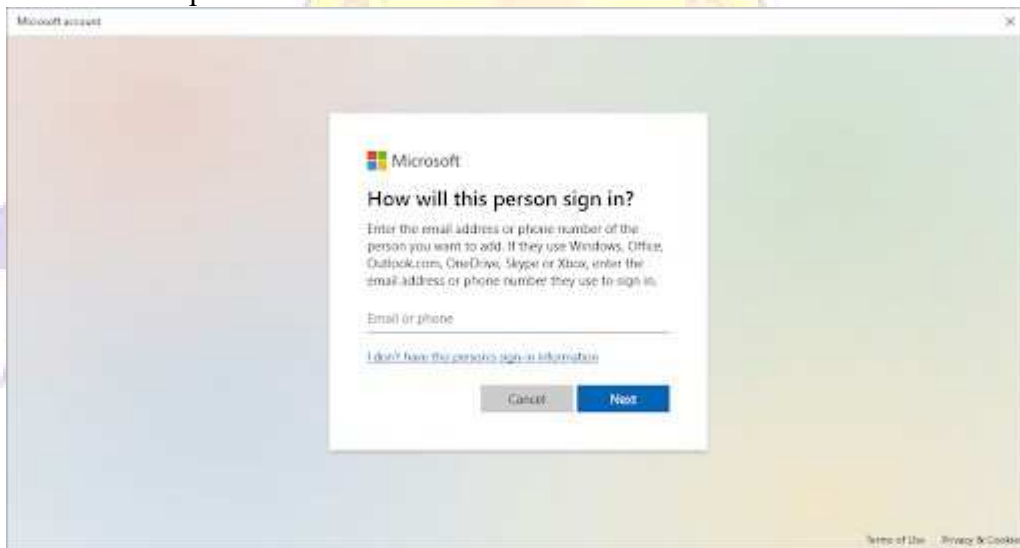 Microsoft account
Microsoft
How will this person sign in?
Enter the email address or phone number of the
person you want to add. If they use Windows, Office,
Outlook.com, OneDrive, Skype or Xbox, enter the
email address or phone number they use to sign in.
Email or phone
I don't have this person's sign-in information
Cancel
Next
Terms of Use Privacy & Cookies